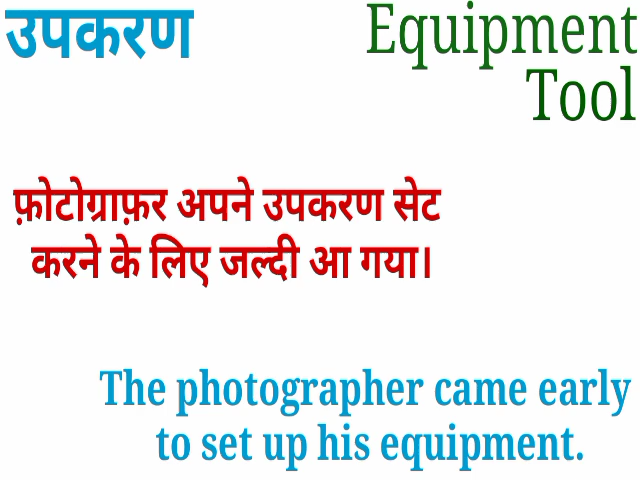 उपकरण
Equipment
Tool
फ़ोटोग्राफ़र अपने उपकरण सेट
करने के लिए जल्दी आ गया।
The photographer came early
to set up his equipment.